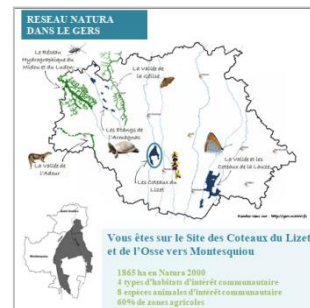 RESEAU NATURA
DANS LE GERS
Le Réseau
Hydrographique du
Midou et du Ludon
La Vallée
de la
Gélise
Les Etangs de
l'Armagnac
La Vallée
de
l'Adour
Les Coteaux du
Lizet
La Vallée et les
Coteaux de la Lauze
Vous êtes sur le Site des Coteaux du Lizet
et de l'Osse vers Montesquiou
1865 ha en Natura 2000
4 types d'habitats d'intérêt communautaire
8 espèces animales d'intérêt communautaire
60% de zones agricoles